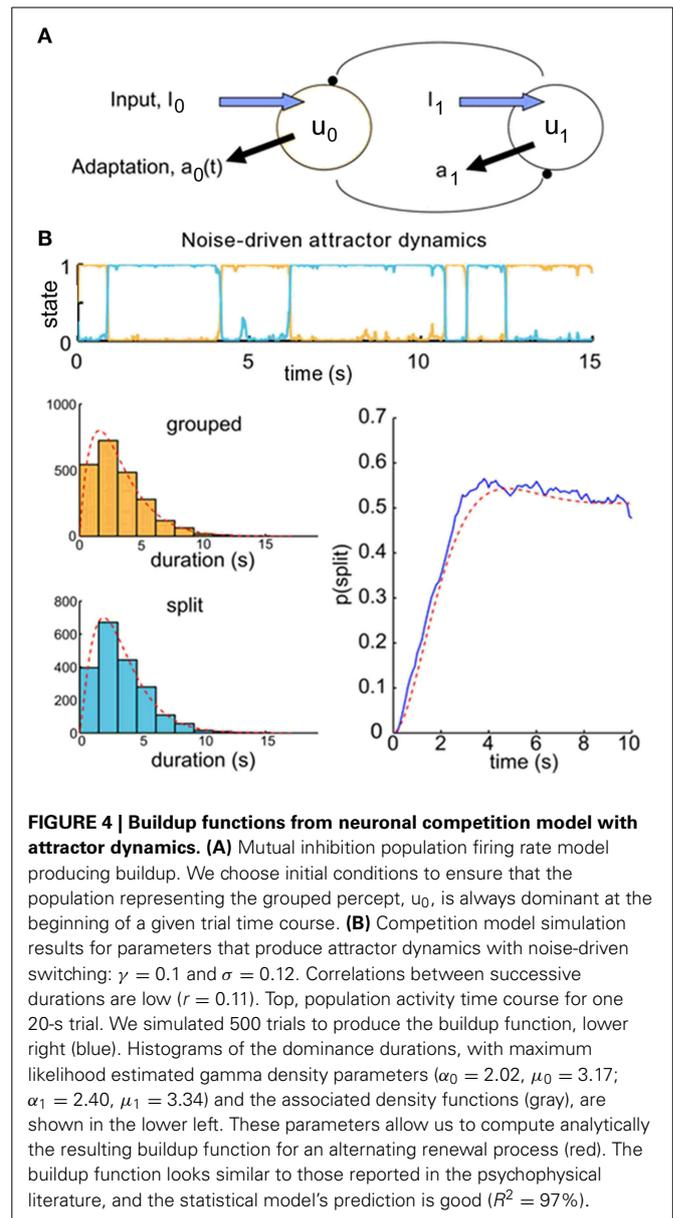 A
Input, I0
I1
u0
u1
Adaptation, a0(t)
a1
B
Noise-driven attractor dynamics
state
1
0
0 5 10 15
time (s)
grouped
1000
500
0
0 5 10 15
duration (s)
split
800
600
400
200
0
0 5 10 15
duration (s)
p(split)
0.7
0.6
0.5
0.4
0.3
0.2
0.1
0
0 2 4 6 8 10
time (s)
FIGURE 4 | Buildup functions from neuronal competition model with
attractor dynamics. (A) Mutual inhibition population firing rate model
producing buildup. We choose initial conditions to ensure that the
population representing the grouped percept, u0, is always dominant at the
beginning of a given trial time course. (B) Competition model simulation
results for parameters that produce attractor dynamics with noise-driven
switching: γ = 0.1 and σ = 0.12. Correlations between successive
durations are low (r = 0.11). Top, population activity time course for one
20-s trial. We simulated 500 trials to produce the buildup function, lower
right (blue). Histograms of the dominance durations, with maximum
likelihood estimated gamma density parameters (α0 = 2.02, μ0 = 3.17;
α1 = 2.40, μ1 = 3.34) and the associated density functions (gray), are
shown in the lower left. These parameters allow us to compute analytically
the resulting buildup function for an alternating renewal process (red). The
buildup function looks similar to those reported in the psychophysical
literature, and the statistical model's prediction is good (R² = 97%).